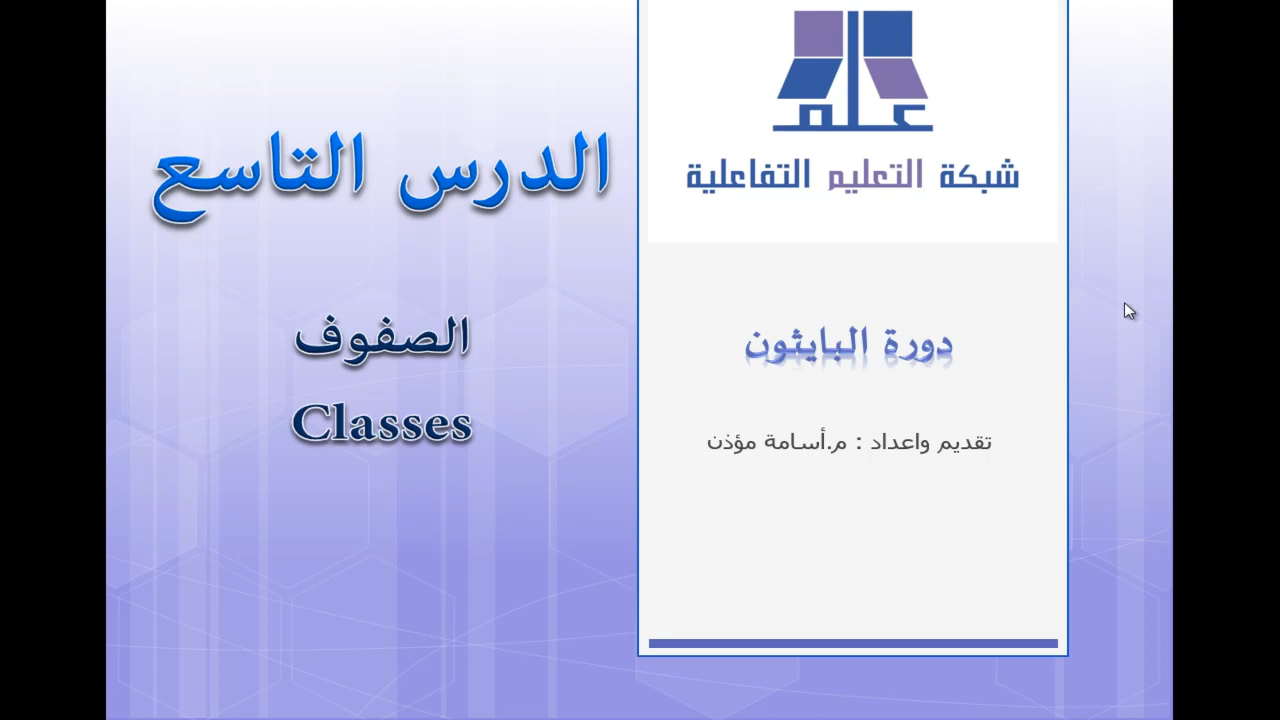 الدرس التاسع
الصفوف
Classes
علم
شبكة التعليم التفاعلية
دورة البايثون
تقديم واعداد : م.أسامة مؤذن